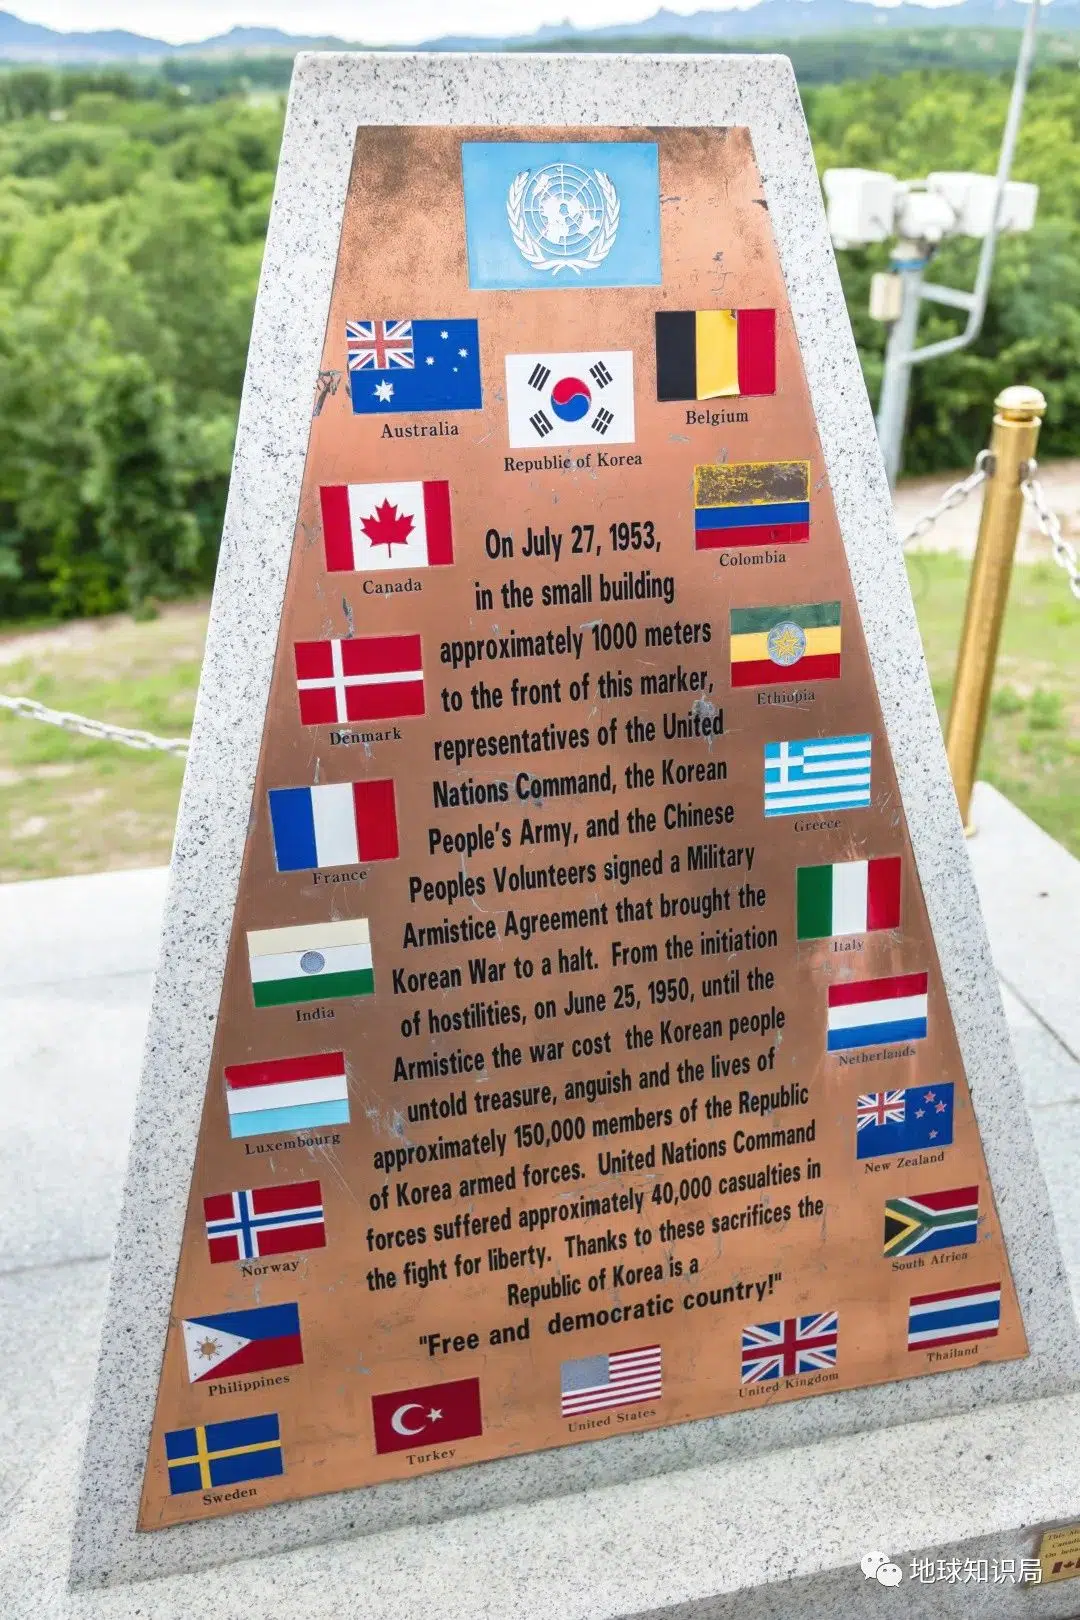 Australia
Belgium
Republic of Korea
Canada
Colombia
Denmark
Ethiopia
France
Greece
India
Italy
Luxembourg
Netherlands
Norway
New Zealand
Philippines
South Africa
Sweden
Turkey
United States
United Kingdom
Thailand
On July 27, 1953,
in the small building
approximately 1000 meters
to the front of this marker,
representatives of the United
Nations Command, the Korean
People's Army, and the Chinese
Peoples Volunteers signed a Military
Armistice Agreement that brought the
Korean War to a halt. From the initiation
of hostilities, on June 25, 1950, until the
Armistice the war cost the Korean people
untold treasure, anguish and the lives of
approximately 150,000 members of the Republic
of Korea armed forces. United Nations Command
forces suffered approximately 40,000 casualties in
the fight for liberty. Thanks to these sacrifices the
Republic of Korea is a
"Free and democratic country!"
地球知识局